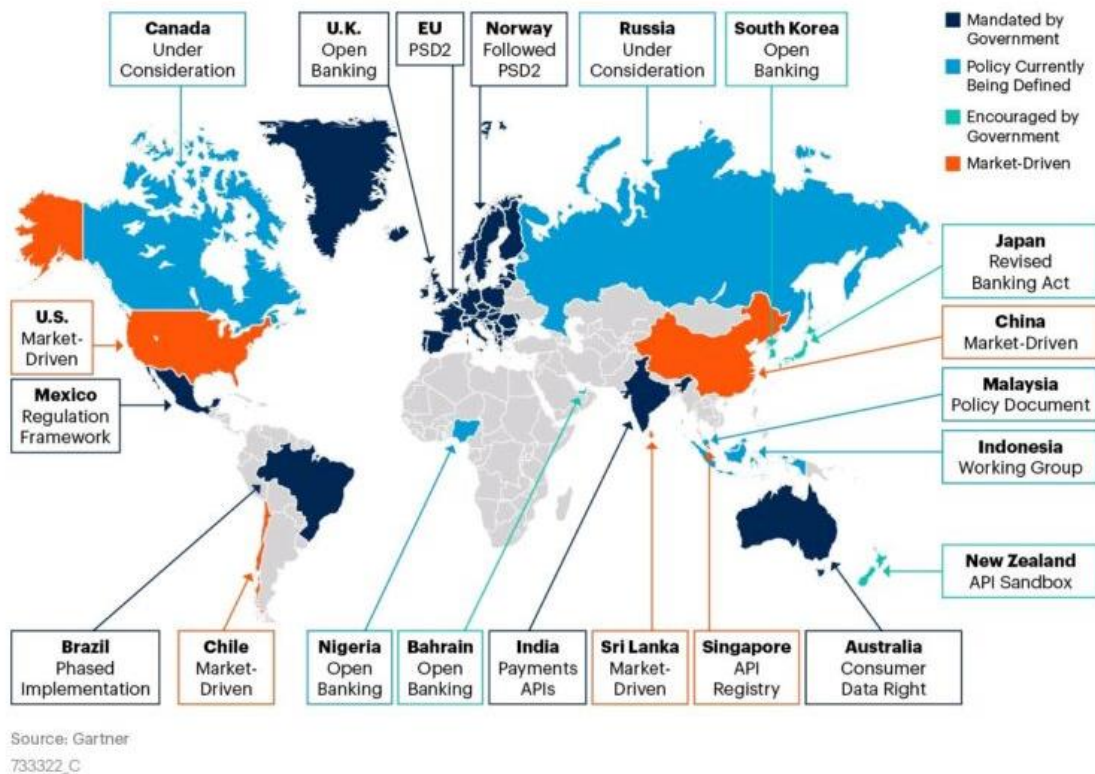 Canada
Under
Consideration
U.K.
Open
Banking
EU
PSD2
Norway
Followed
PSD2
Russia
Under
Consideration
South Korea
Open
Banking
Mandated by
Government
Policy Currently
Being Defined
Encouraged by
Government
Market-Driven
Japan
Revised
Banking Act
U.S.
Market-
Driven
China
Market-Driven
Mexico
Regulation
Framework
Malaysia
Policy Document
Indonesia
Working Group
New Zealand
API Sandbox
Brazil
Phased
Implementation
Chile
Market-
Driven
Nigeria
Open
Banking
Bahrain
Open
Banking
India
Payments
APIs
Sri Lanka
Market-
Driven
Singapore
API
Registry
Australia
Consumer
Data Right
Source: Gartner
733322_C